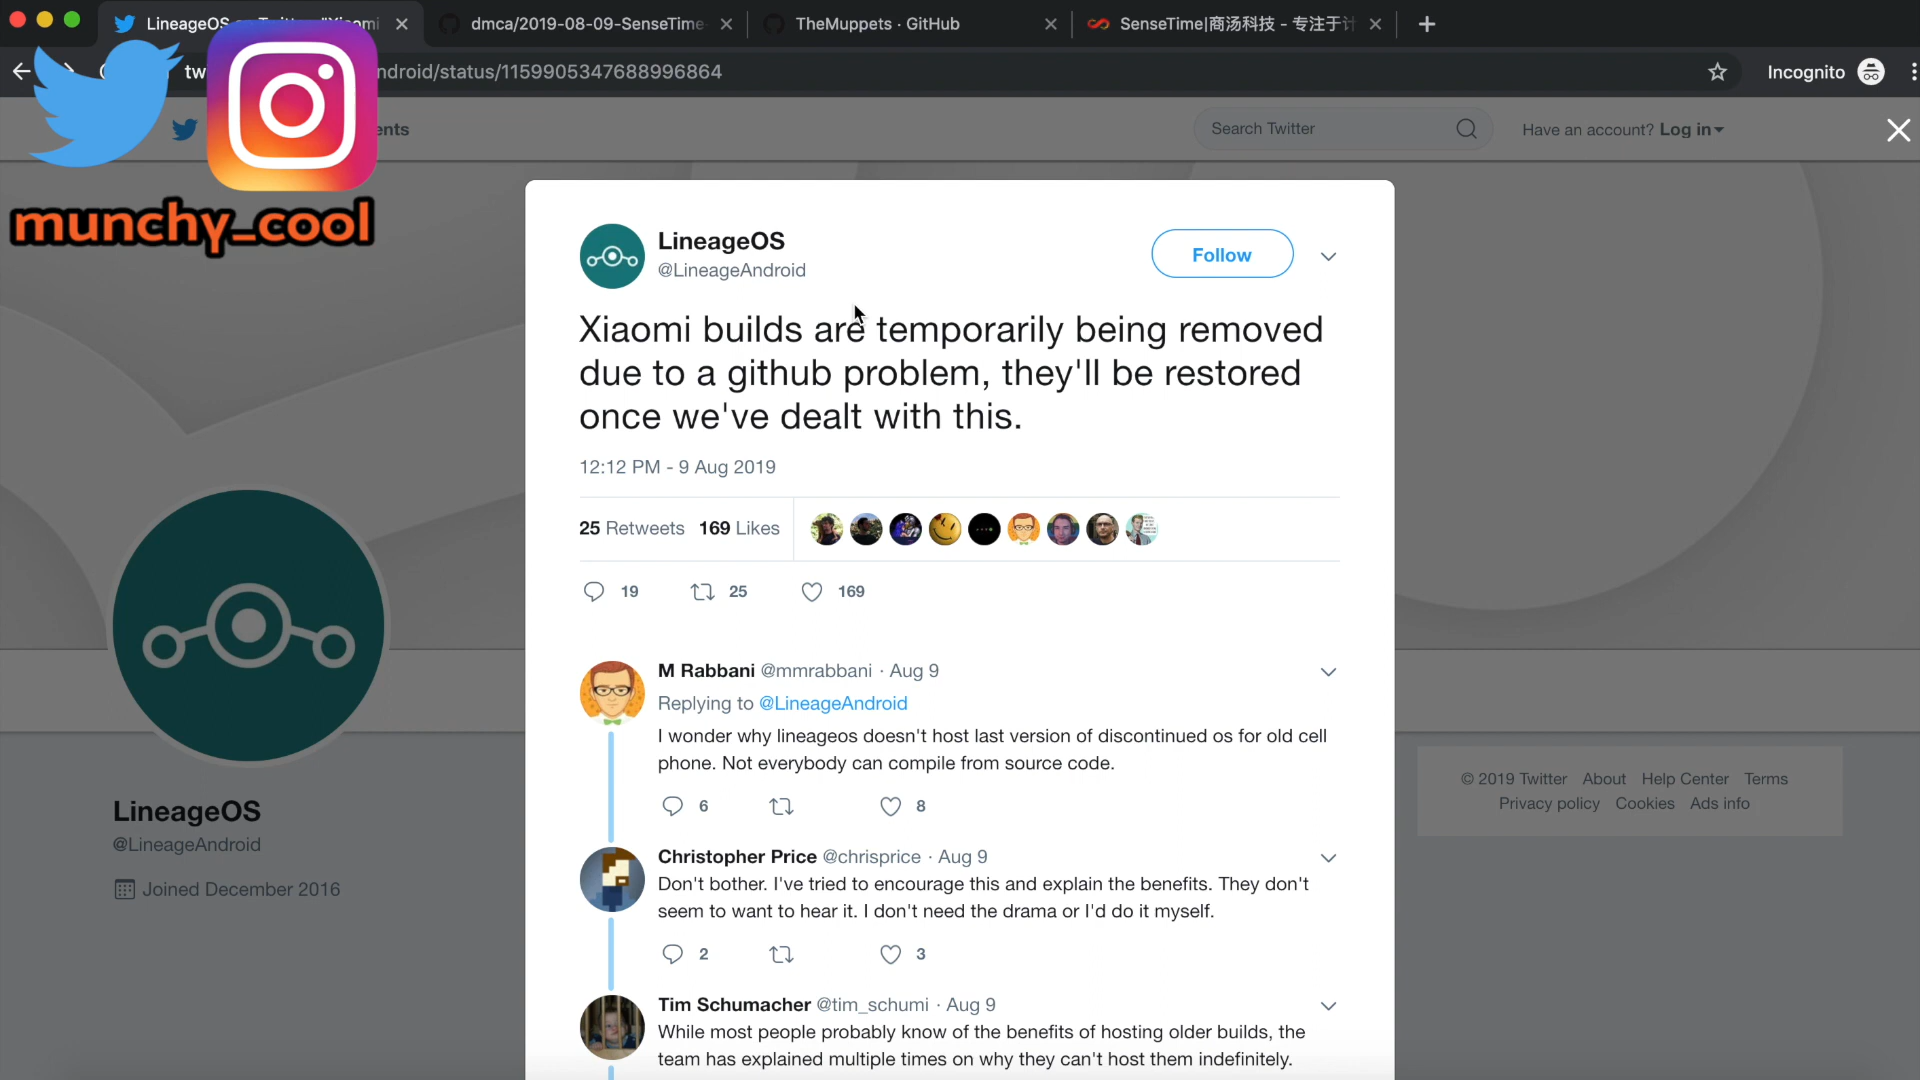 LineageOS
dmca/2019-08-09-SenseTime
TheMuppets · GitHub
SenseTime|商汤科技 - 专注于计
tw
ndroid/status/1159905347688996864
Incognito
ents
Search Twitter
Have an account? Log in
munchy_cool
LineageOS
@LineageAndroid
Follow
Xiaomi builds are temporarily being removed
due to a github problem, they'll be restored
once we've dealt with this.
12:12 PM - 9 Aug 2019
25 Retweets 169 Likes
19 25 169
M Rabbani @mmrabbani · Aug 9
Replying to @LineageAndroid
I wonder why lineageos doesn't host last version of discontinued os for old cell
phone. Not everybody can compile from source code.
6 8
Christopher Price @chrisprice · Aug 9
Don't bother. I've tried to encourage this and explain the benefits. They don't
seem to want to hear it. I don't need the drama or I'd do it myself.
2 3
Tim Schumacher @tim_schumi · Aug 9
While most people probably know of the benefits of hosting older builds, the
team has explained multiple times on why they can't host them indefinitely.
LineageOS
@LineageAndroid
Joined December 2016
© 2019 Twitter About Help Center Terms
Privacy policy Cookies Ads info